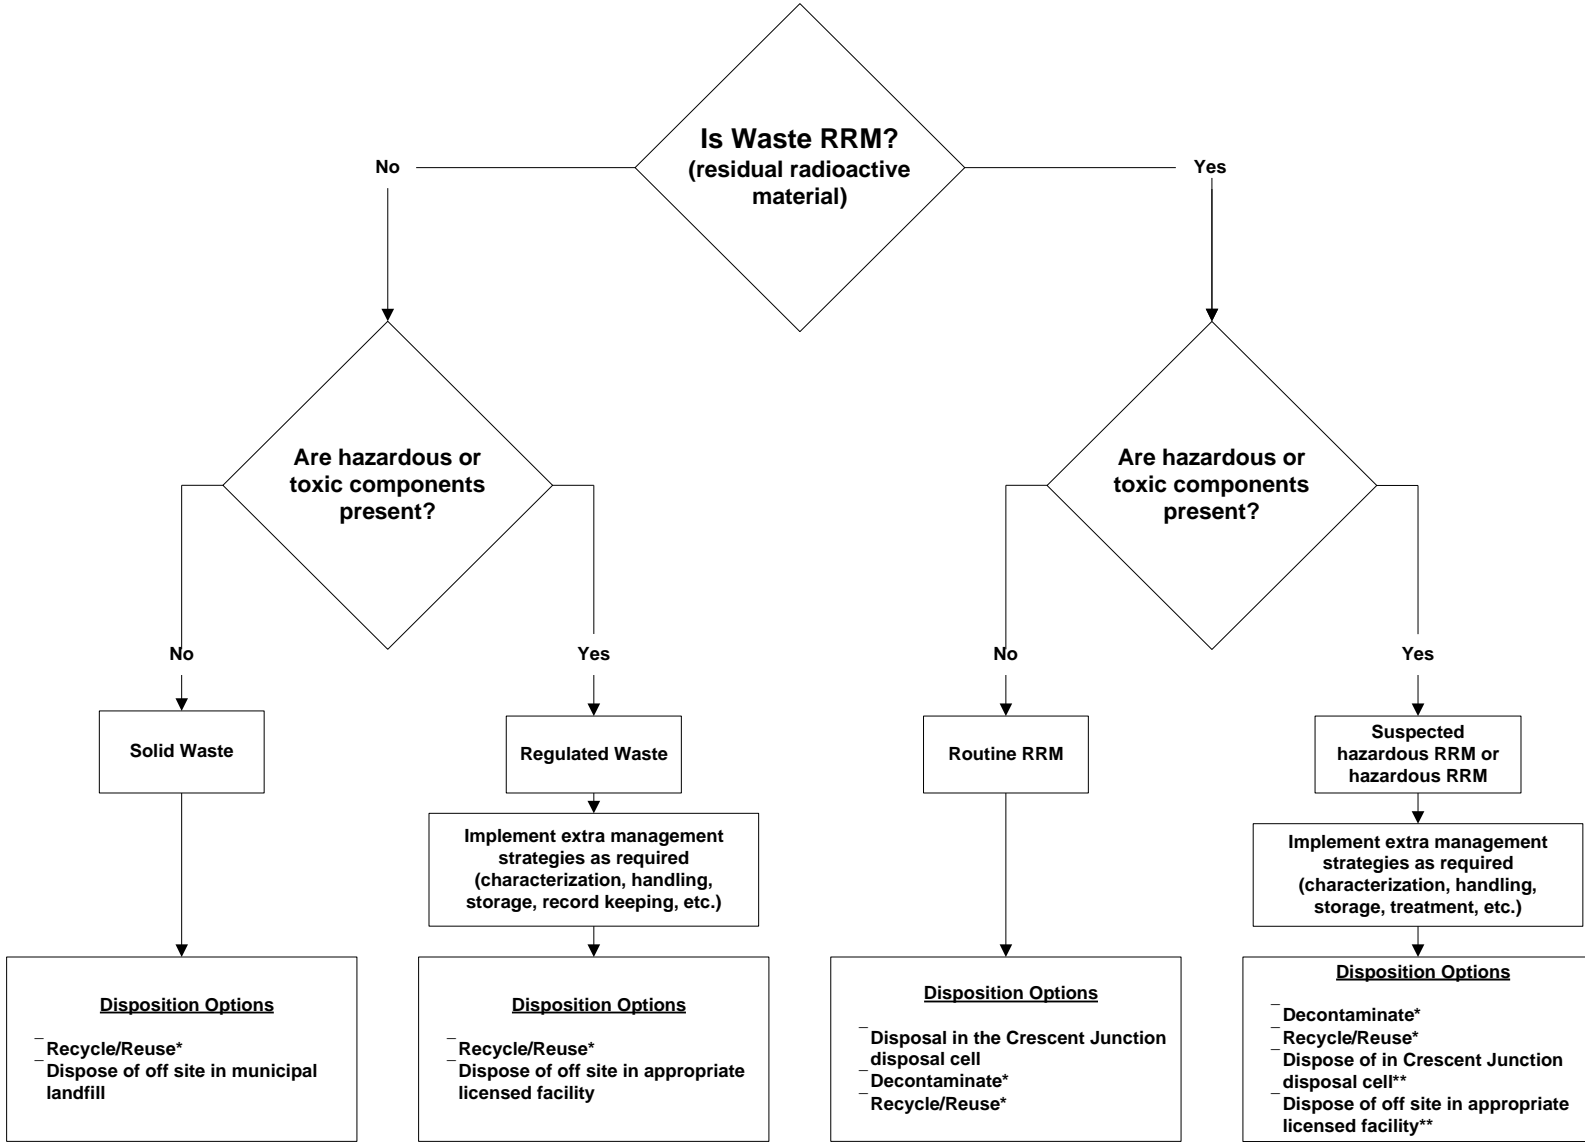 Is Waste RRM?
(residual radioactive
material)
No
Yes
Are hazardous or
toxic components
present?
Are hazardous or
toxic components
present?
No
Yes
No
Yes
Solid Waste
Regulated Waste
Routine RRM
Suspected
hazardous RRM or
hazardous RRM
Implement extra management
strategies as required
(characterization, handling,
storage, record keeping, etc.)
Implement extra management
strategies as required
(characterization, handling,
storage, treatment, etc.)
Disposition Options
¯ Recycle/Reuse*
¯ Dispose of off site in municipal
landfill
Disposition Options
¯ Recycle/Reuse*
¯ Dispose of off site in appropriate
licensed facility
Disposition Options
¯ Disposal in the Crescent Junction
disposal cell
¯ Decontaminate*
¯ Recycle/Reuse*
Disposition Options
¯ Decontaminate*
¯ Recycle/Reuse*
¯ Dispose of in Crescent Junction
disposal cell**
¯ Dispose of off site in appropriate
licensed facility**